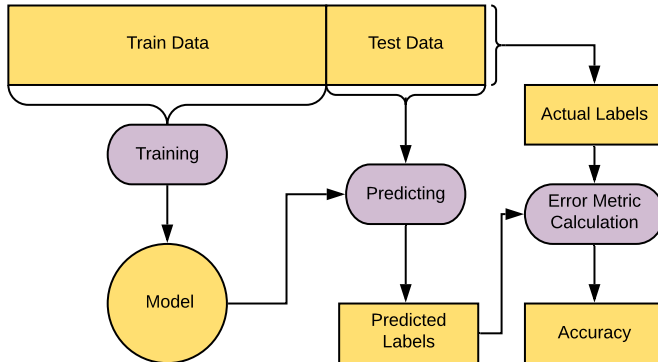 Train Data
Test Data
Actual Labels
Training
Predicting
Error Metric
Calculation
Model
Predicted
Labels
Accuracy